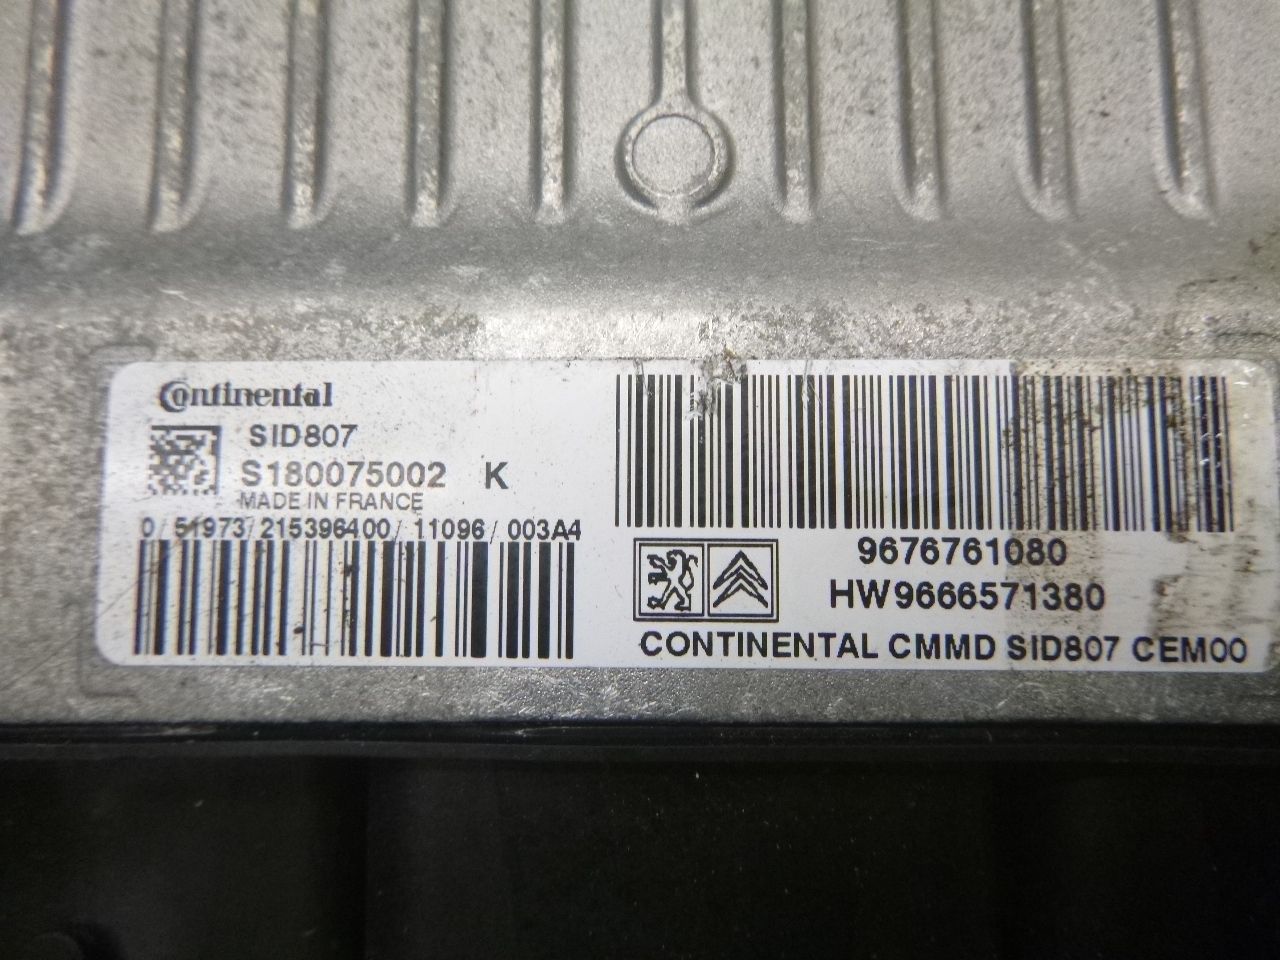 Continental
SID807
S180075002 K
MADE IN FRANCE
0/51973/215396400/11096/003A4
9676761080
HW9666571380
CONTINENTAL CMMD SID807 CEM00